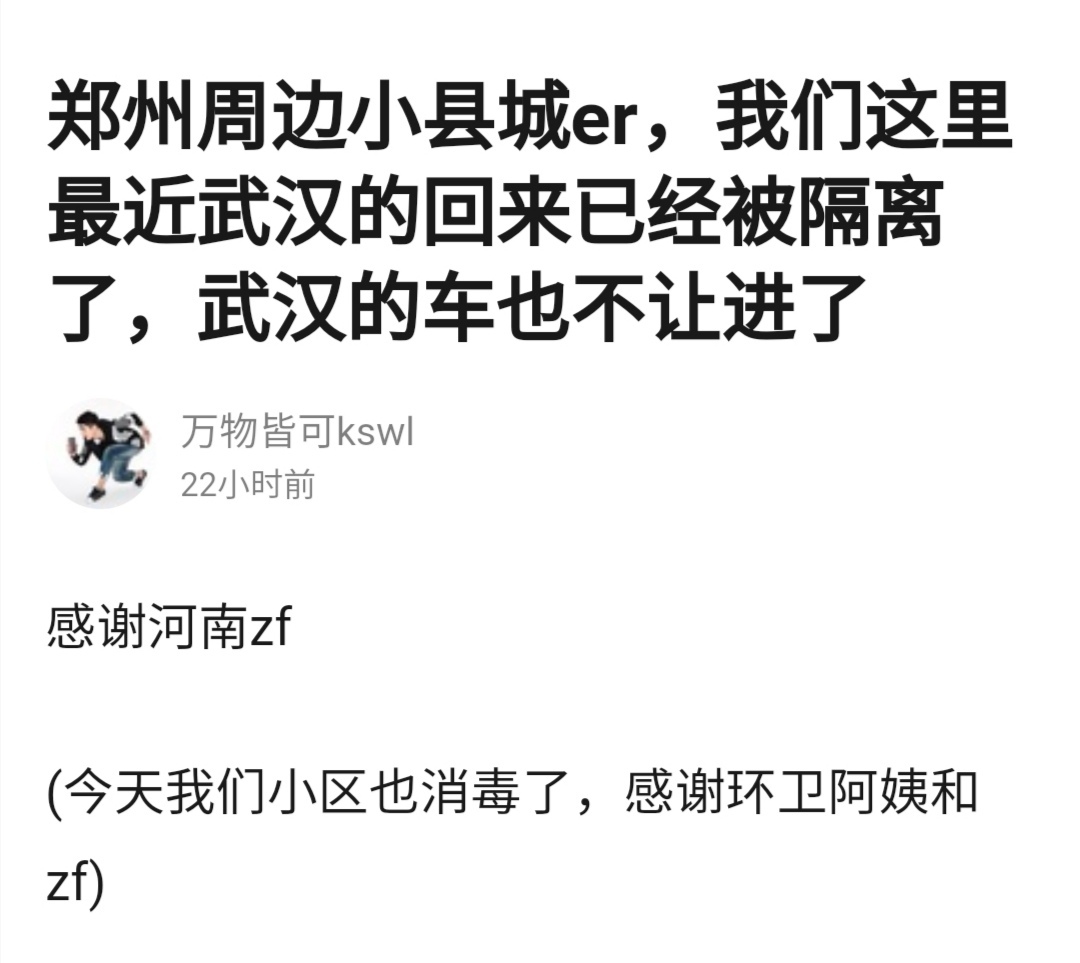 郑州周边小县城er，我们这里
最近武汉的回来已经被隔离
了，武汉的车也不让进了
万物皆可kswl
22小时前
感谢河南zf
(今天我们小区也消毒了，感谢环卫阿姨和
zf)